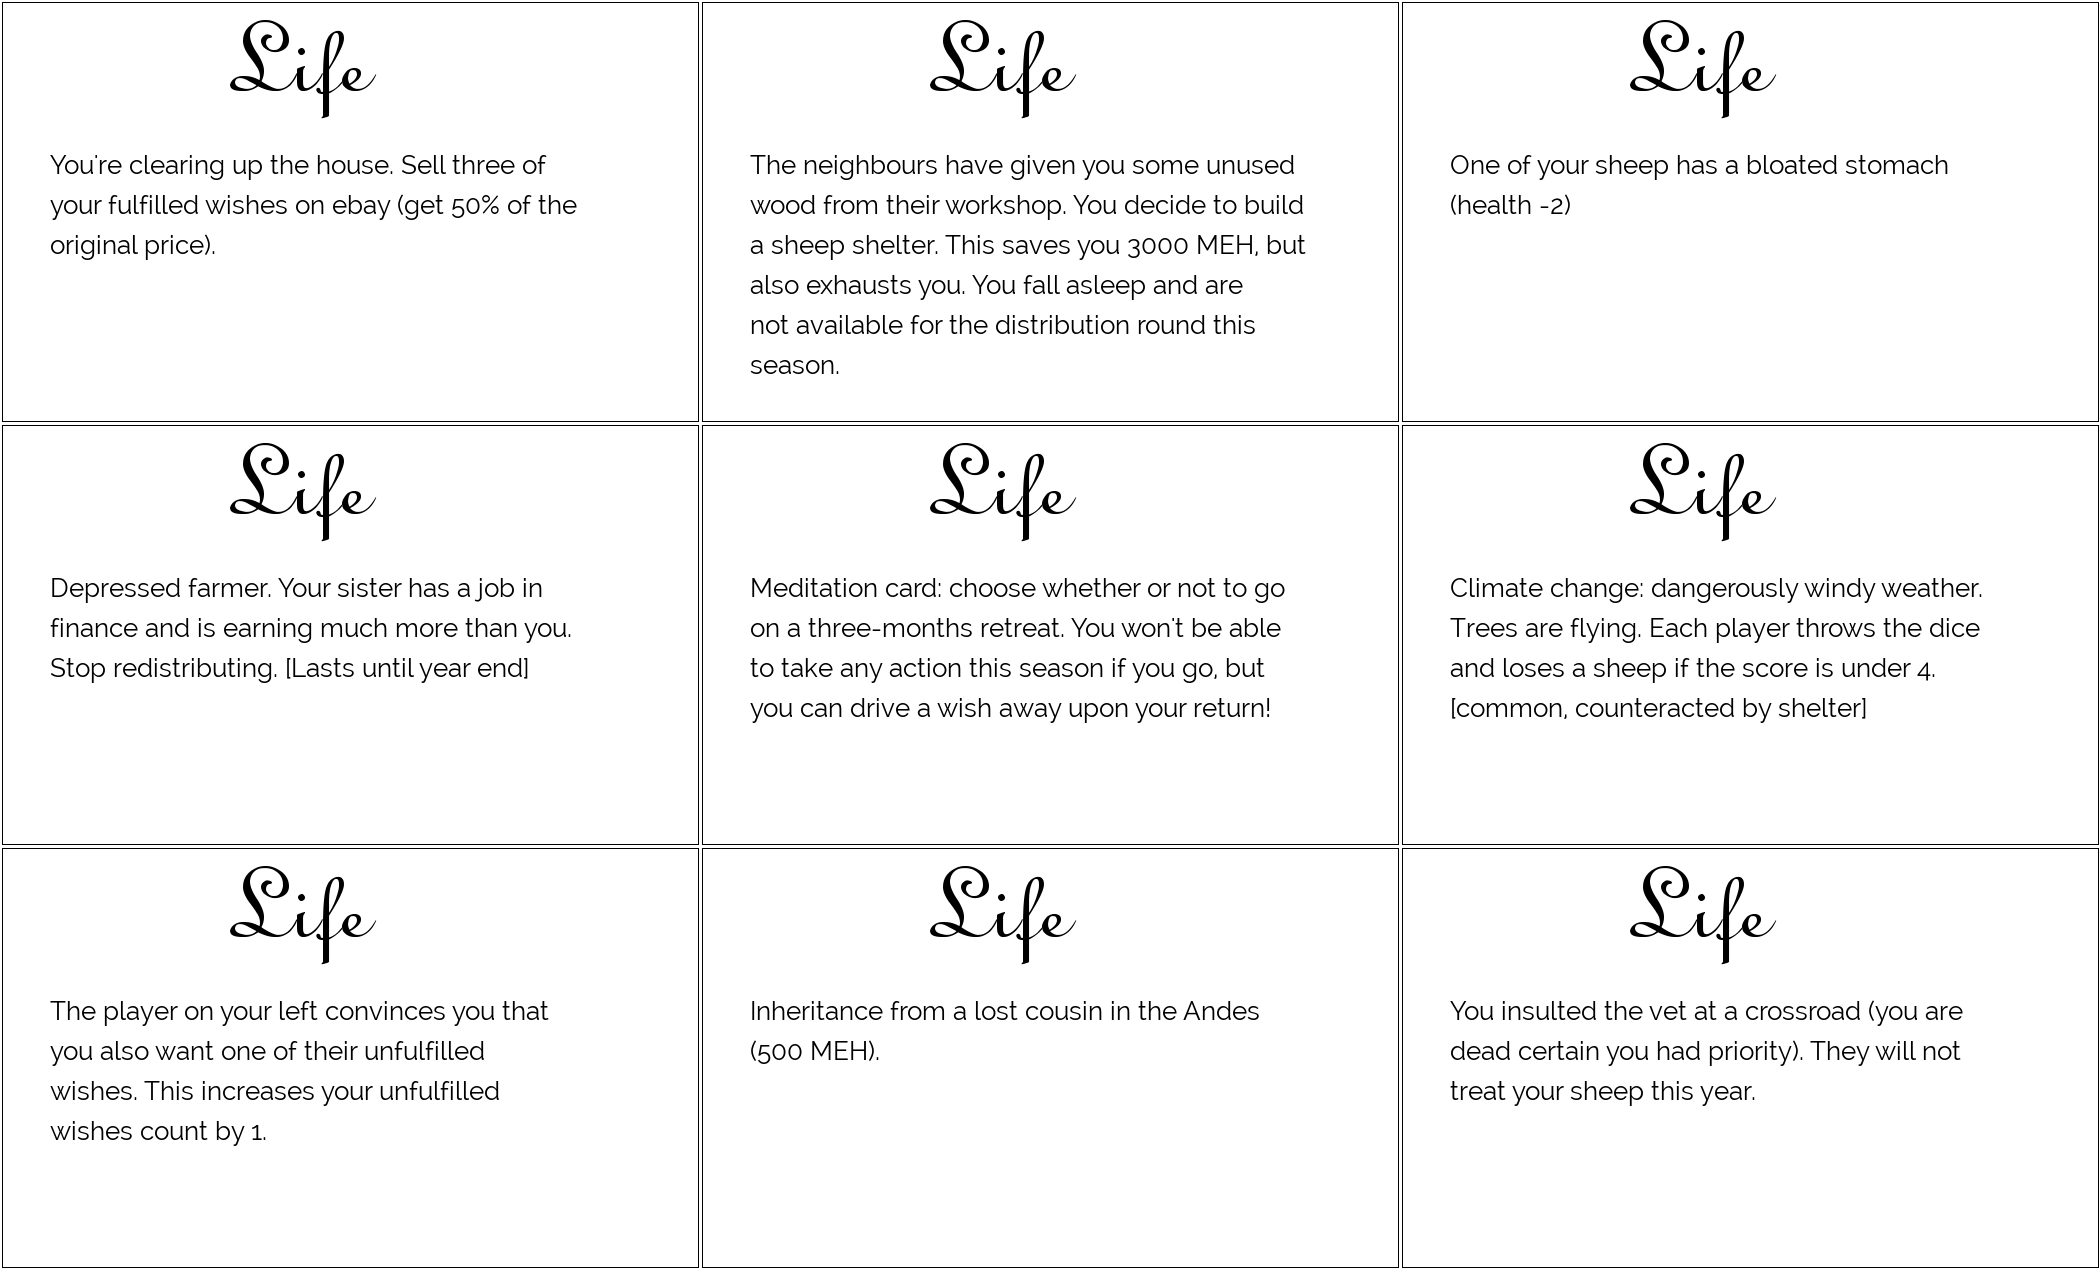 Life
You're clearing up the house. Sell three of
your fulfilled wishes on ebay (get 50% of the
original price).
Life
The neighbours have given you some unused
wood from their workshop. You decide to build
a sheep shelter. This saves you 3000 MEH, but
also exhausts you. You fall asleep and are
not available for the distribution round this
season.
Life
One of your sheep has a bloated stomach
(health -2)
Life
Depressed farmer. Your sister has a job in
finance and is earning much more than you.
Stop redistributing. [Lasts until year end]
Life
Meditation card: choose whether or not to go
on a three-months retreat. You won't be able
to take any action this season if you go, but
you can drive a wish away upon your return!
Life
Climate change: dangerously windy weather.
Trees are flying. Each player throws the dice
and loses a sheep if the score is under 4.
[common, counteracted by shelter]
Life
The player on your left convinces you that
you also want one of their unfulfilled
wishes. This increases your unfulfilled
wishes count by 1.
Life
Inheritance from a lost cousin in the Andes
(500 MEH).
Life
You insulted the vet at a crossroad (you are
dead certain you had priority). They will not
treat your sheep this year.